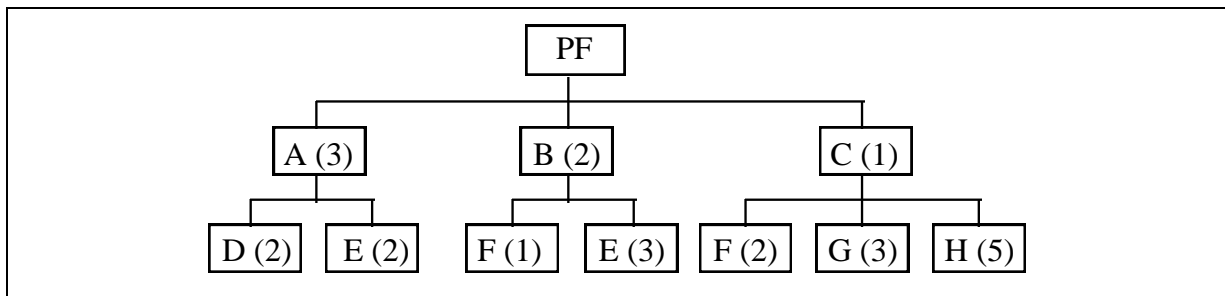 PF
A (3) B (2) C (1)
D (2) E (2) F (1) E (3) F (2) G (3) H (5)